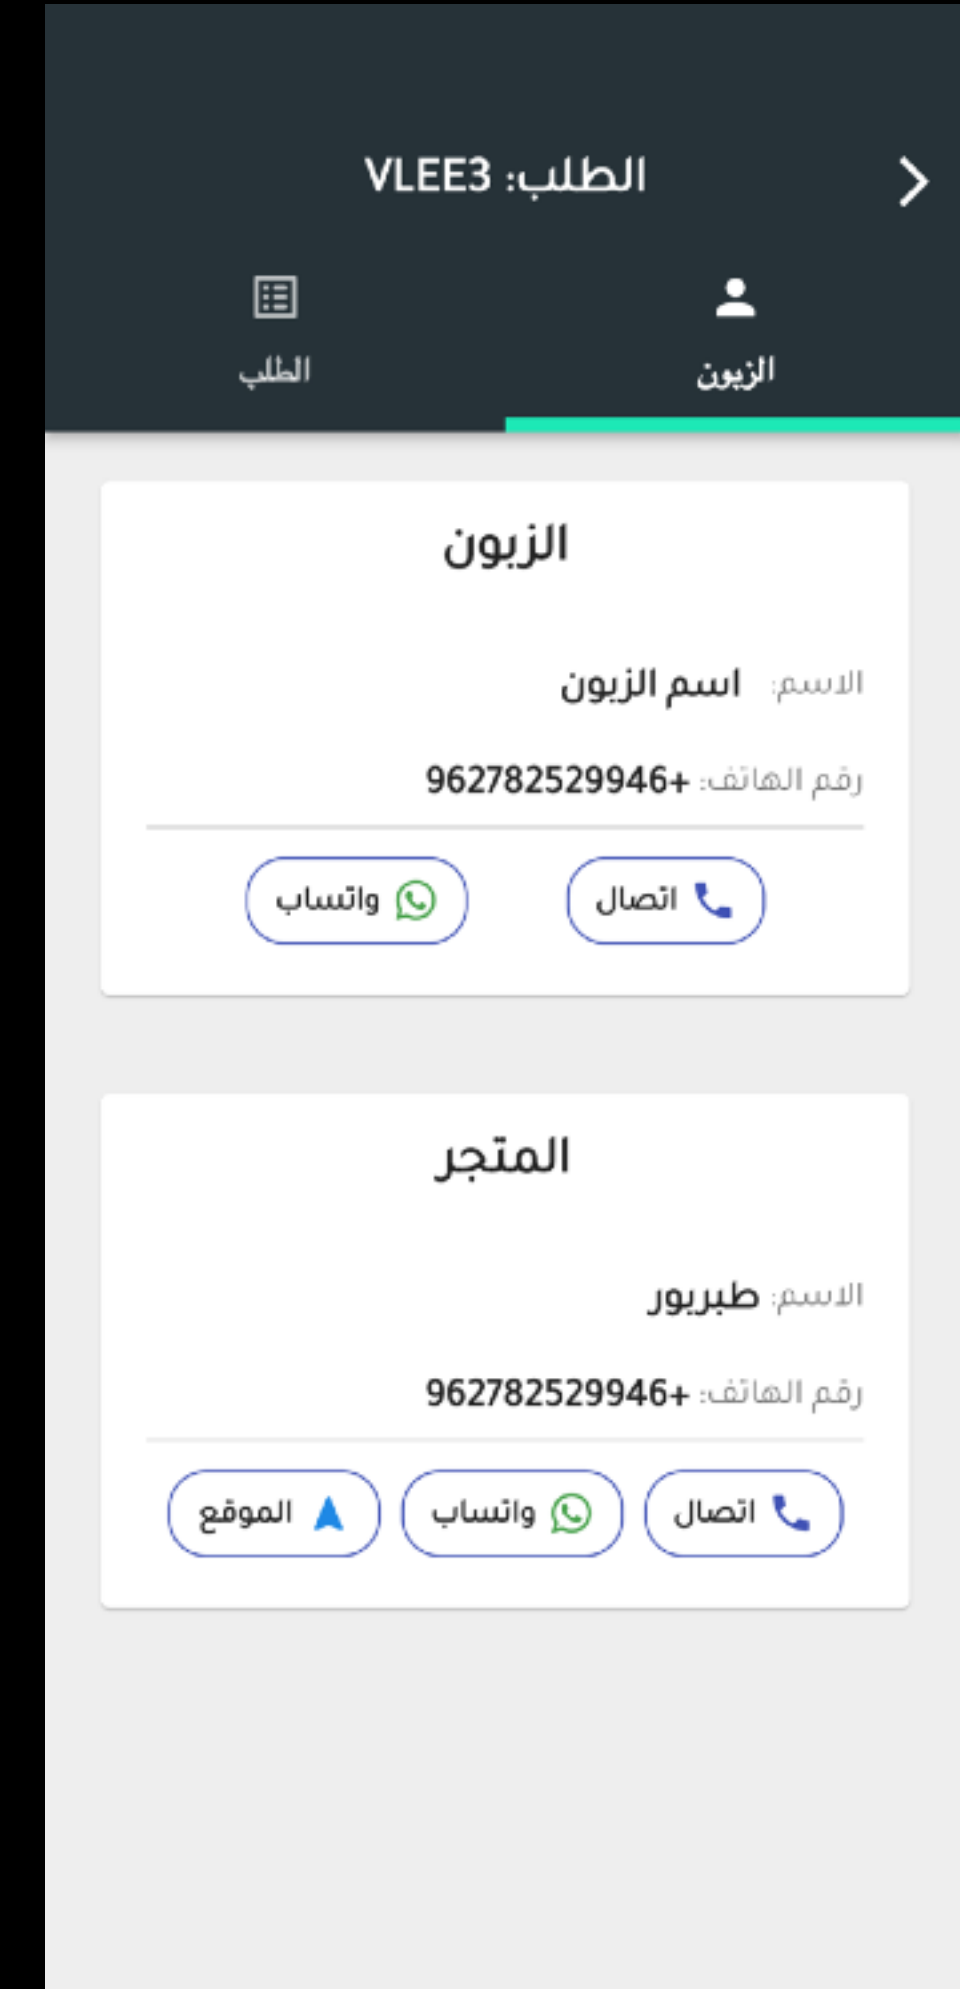 الطلب: VLEE3
الزبون
الطلب
الزبون
الاسم: اسم الزبون
رقم الهاتف: +962782529946
اتصال
واتساب
المتجر
الاسم: طبربور
رقم الهاتف: +962782529946
اتصال
واتساب
الموقع